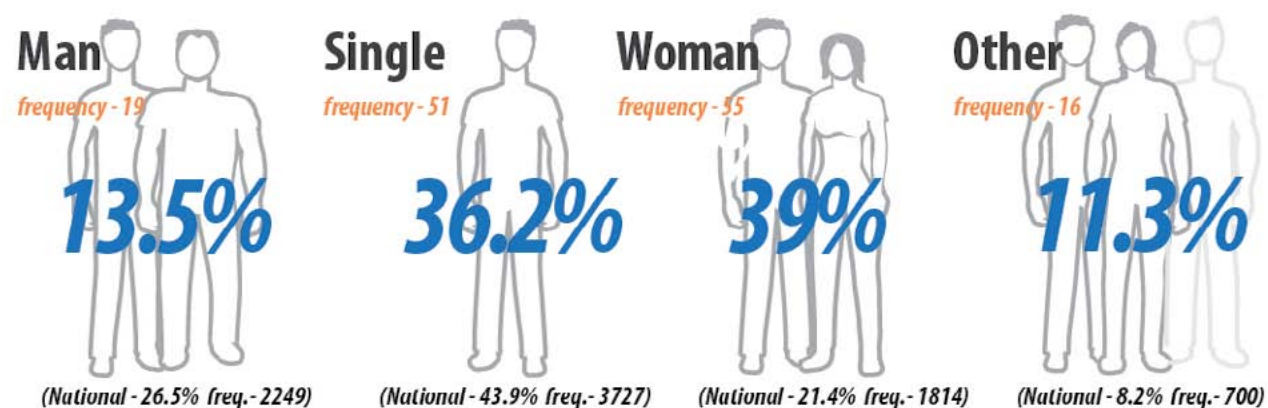 Man Single Woman Other
frequency - 19 frequency - 51 frequency - 55 frequency - 16
13.5% 36.2% 39% 11.3%
(National - 26.5% freq.- 2249) (National - 43.9% freq.- 3727) (National - 21.4% freq.- 1814) (National - 8.2% freq.- 700)